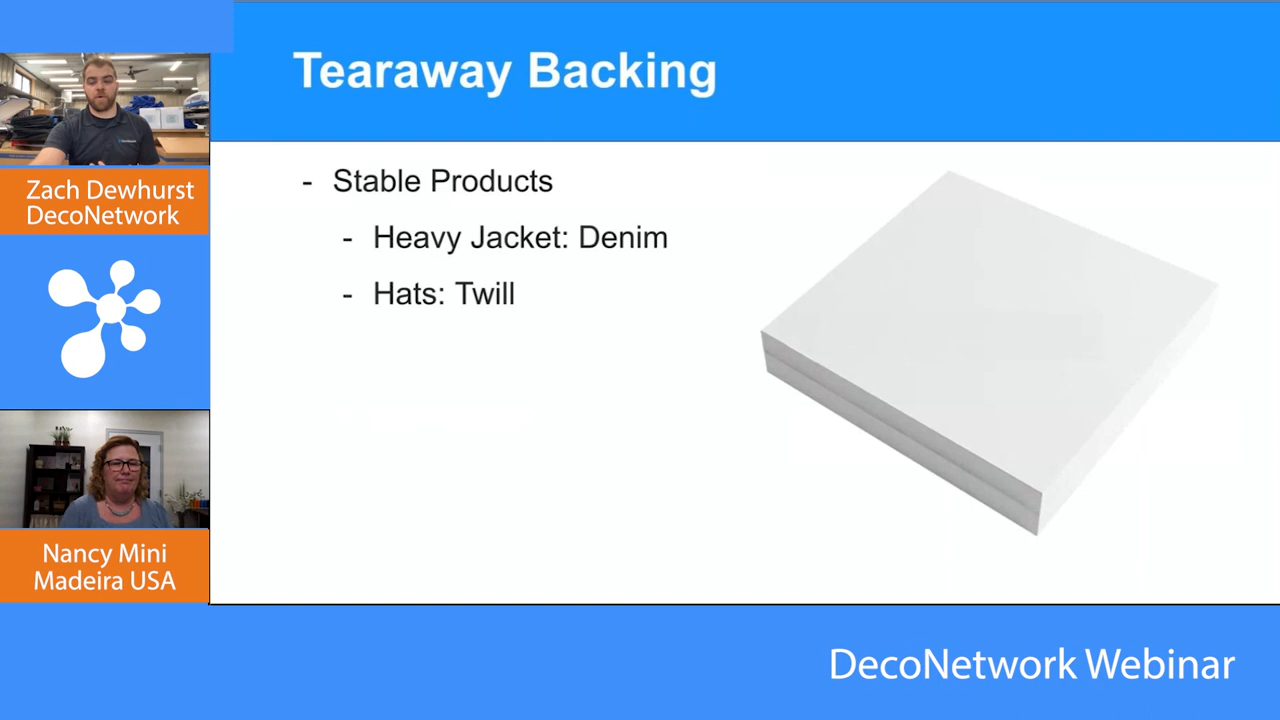 Tearaway Backing
- Stable Products
- Heavy Jacket: Denim
- Hats: Twill
Zach Dewhurst
DecoNetwork
Nancy Mini
Madeira USA
DecoNetwork Webinar